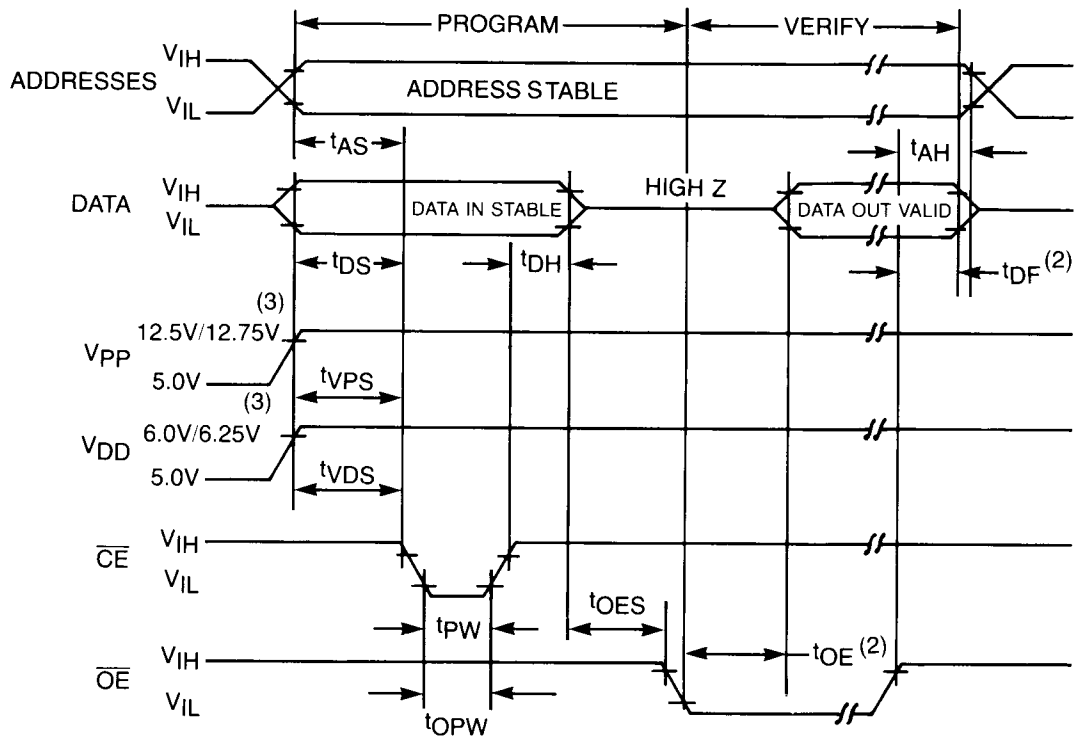 PROGRAM VERIFY
VIH
ADDRESSES
VIL
ADDRESS STABLE
tAS
tAH
VIH
DATA
VIL
DATA IN STABLE
HIGH Z
DATA OUT VALID
tDS
tDH
tDF (2)
(3)
12.5V/12.75V
VPP
5.0V
tVPS
(3)
6.0V/6.25V
VDD
5.0V
tVDS
CE VIH
VIL
tPW
tOES
VIH
OE
VIL
tOE (2)
tOPW